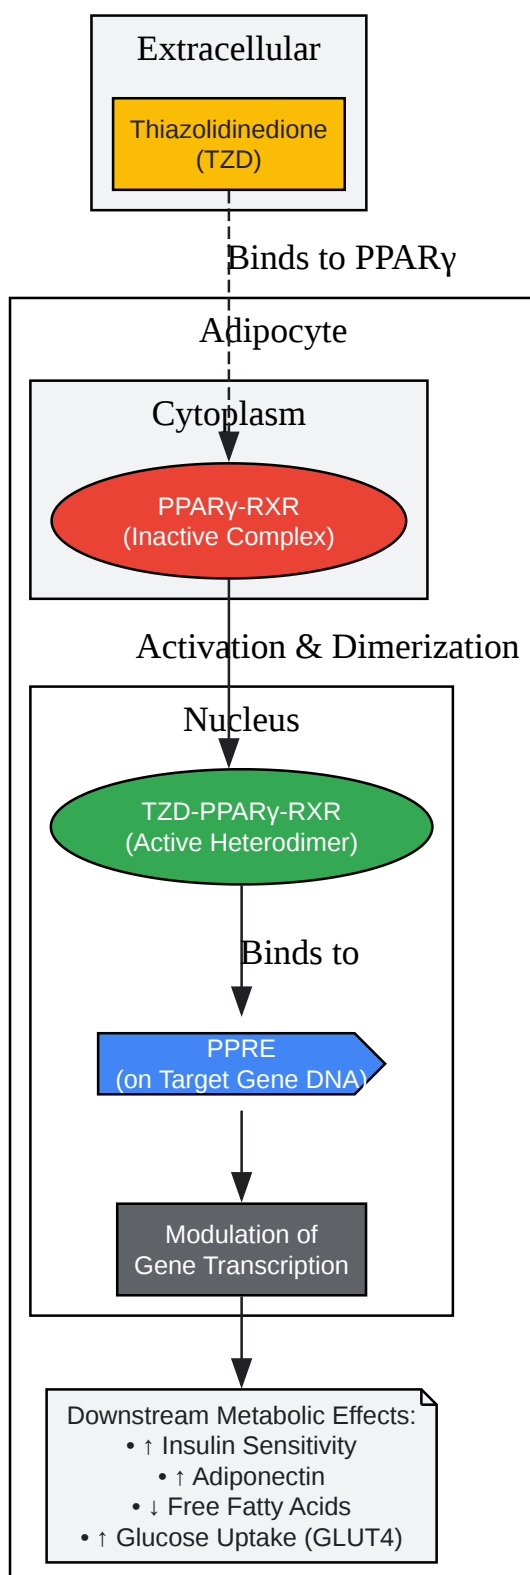 Extracellular
Thiazolidinedione
(TZD)
Binds to PPARγ
Adipocyte
Cytoplasm
PPARγ-RXR
(Inactive Complex)
Activation & Dimerization
Nucleus
TZD-PPARγ-RXR
(Active Heterodimer)
Binds to
PPRE
(on Target Gene DNA)
Modulation of
Gene Transcription
Downstream Metabolic Effects:
• ↑ Insulin Sensitivity
• ↑ Adiponectin
• ↓ Free Fatty Acids
• ↑ Glucose Uptake (GLUT4)